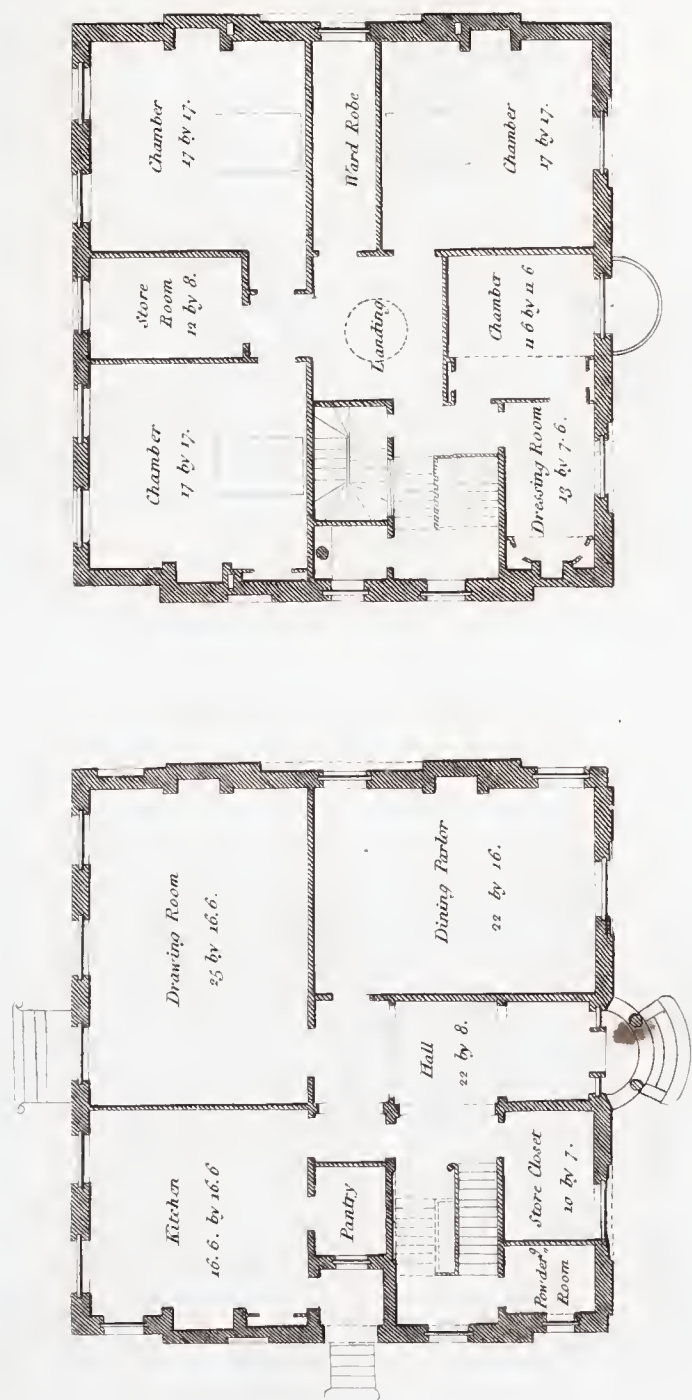 Chamber
17 by 17.
Ward Robe
Chamber
17 by 17.
Store
Room
12 by 8.
Landing
Chamber
11 6 by 11 6
Chamber
17 by 17.
Dressing Room
13 by 7. 6.
Drawing Room
25 by 16.6.
Dining Parlor
22 by 16.
Hall
22 by 8.
Kitchen
16. 6. by 16.6
Pantry
Store Closet
10 by 7.
Powderg
Room